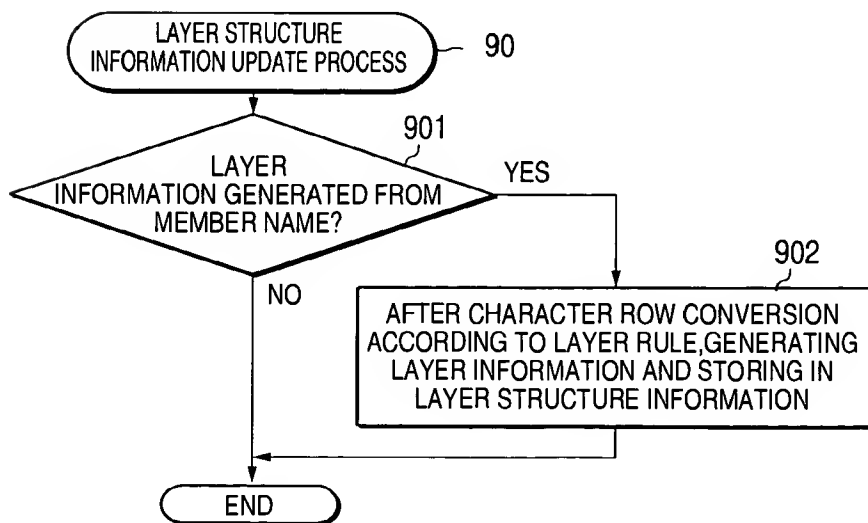 LAYER STRUCTURE
INFORMATION UPDATE PROCESS
90
901
LAYER
INFORMATION GENERATED FROM
MEMBER NAME?
YES
NO
902
AFTER CHARACTER ROW CONVERSION
ACCORDING TO LAYER RULE,GENERATING
LAYER INFORMATION AND STORING IN
LAYER STRUCTURE INFORMATION
END